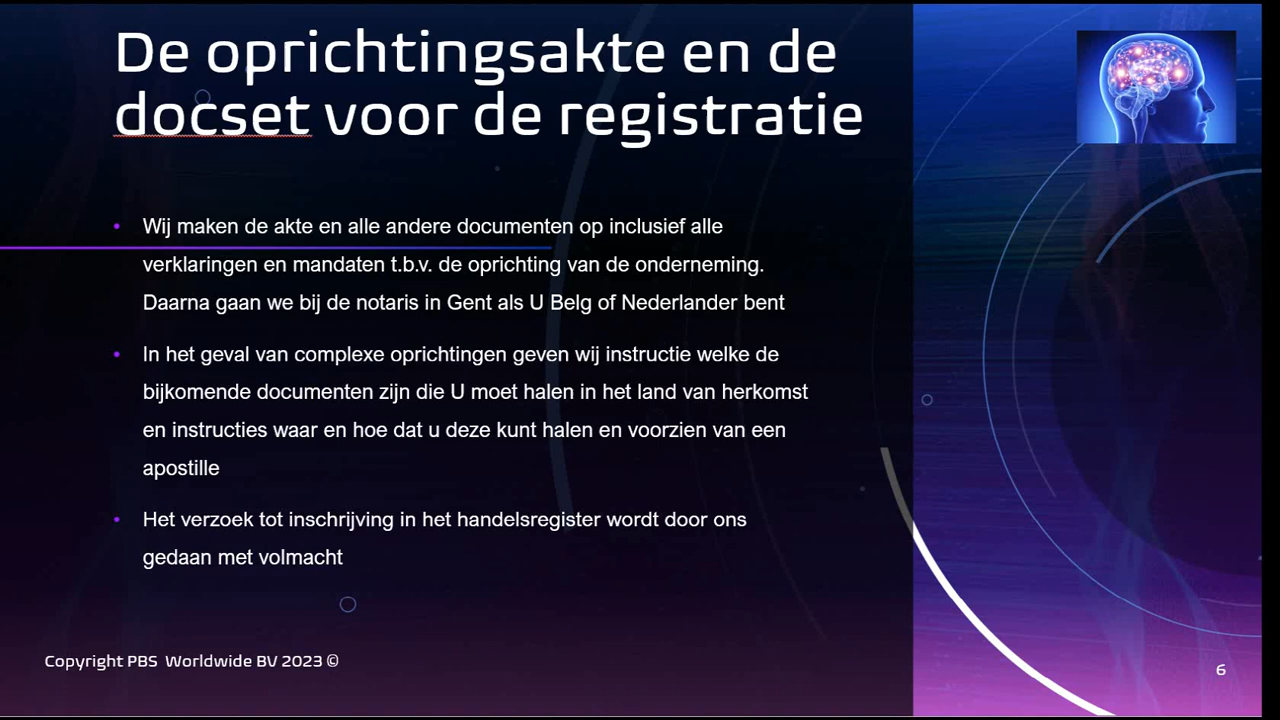 De oprichtingsakte en de
docset voor de registratie
• Wij maken de akte en alle andere documenten op inclusief alle
verklaringen en mandaten t.b.v. de oprichting van de onderneming.
Daarna gaan we bij de notaris in Gent als U Belg of Nederlander bent
• In het geval van complexe oprichtingen geven wij instructie welke de
bijkomende documenten zijn die U moet halen in het land van herkomst
en instructies waar en hoe dat u deze kunt halen en voorzien van een
apostille
• Het verzoek tot inschrijving in het handelsregister wordt door ons
gedaan met volmacht
Copyright PBS Worldwide BV 2023 ©
6